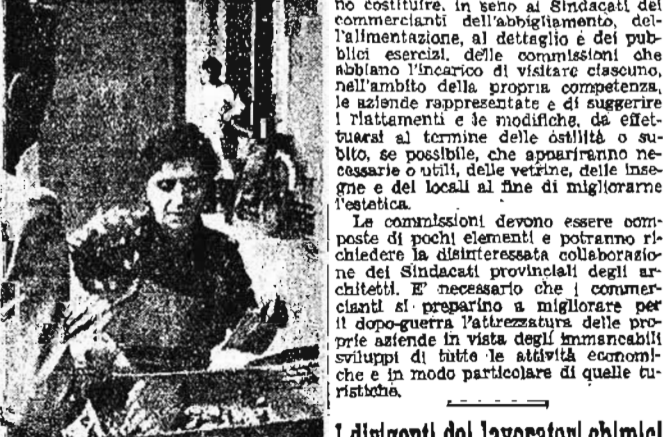 no costituire, in seno ai Sindacati dei
commercianti dell'abbigliamento, del-
l'alimentazione, al dettaglio e dei pub-
blici esercizi, delle commissioni che
abbiano l'incarico di visitare ciascuno,
nell'ambito della propria competenza,
le aziende rappresentate e di suggerire
i riattamenti e le modifiche, da effet-
tuarsi al termine delle ostilità o su-
bito, se possibile, che appariranno ne-
cessarie o utili, delle vetrine, delle inse-
gne e dei locali al fine di migliorarne
l'estetica.
Le commissioni devono essere com-
poste di pochi elementi e potranno ri-
chiedere la disinteressata collaborazio-
ne dei Sindacati provinciali degli ar-
chitetti. E' necessario che i commer-
cianti si preparino a migliorare per
il dopo-guerra l'attrezzatura delle pro-
prie aziende in vista degli immancabili
sviluppi di tutte le attività economi-
che e in modo particolare di quelle tu-
ristiche.
I dirigenti dei lavoratori chimici